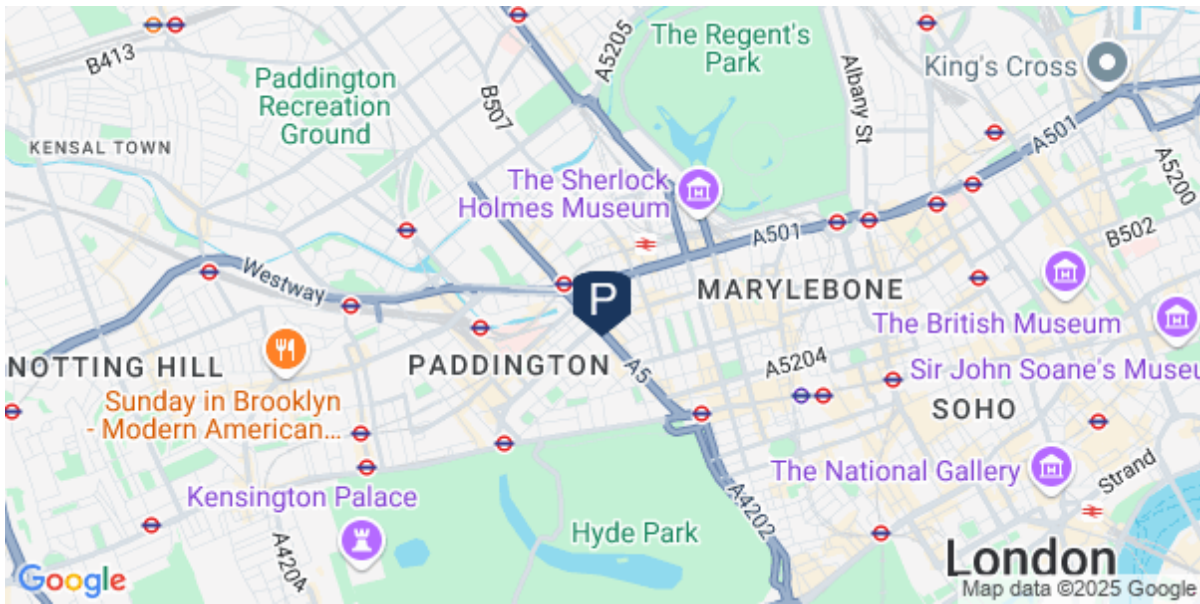 The Regent's
Park
B413
A5205
Albany St
King's Cross
Paddington
Recreation
Ground
B507
A501
KENSAL TOWN
A5200
The Sherlock
Holmes Museum
A501
B502
Westway
P
MARYLEBONE
The British Museum
NOTTING HILL
PADDINGTON
A5
A5204
Sir John Soane's Museu
Sunday in Brooklyn
- Modern American...
SOHO
The National Gallery
Strand
Kensington Palace
A4202
Hyde Park
A4204
London
Google
Map data ©2025 Google